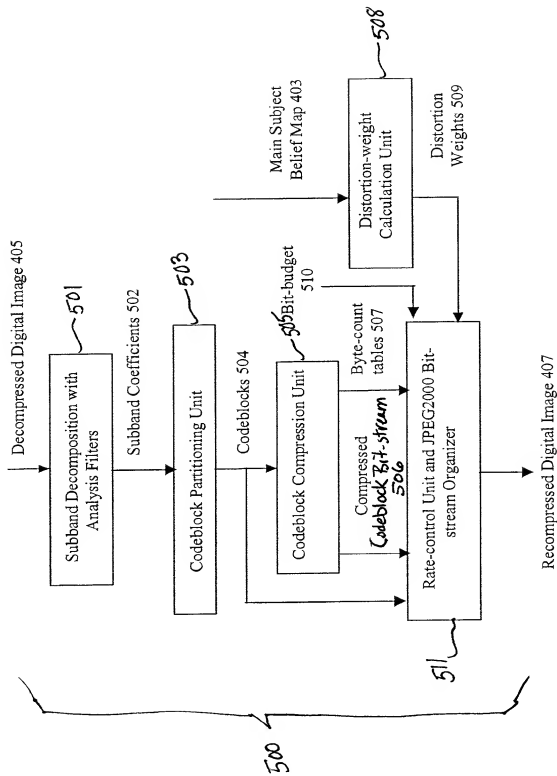 Decompressed Digital Image 405
501
Subband Decomposition with
Analysis Filters
Subband Coefficients 502
503
Codeblock Partitioning Unit
Codeblocks 504
505
Codeblock Compression Unit
Bit-budget
510
Main Subject
Belief Map 403
508
Distortion-weight
Calculation Unit
Distortion
Weights 509
Compressed
Codeblock Bit-stream
506
Byte-count
tables 507
Rate-control Unit and JPEG2000 Bit-
stream Organizer
511
Recompressed Digital Image 407
500